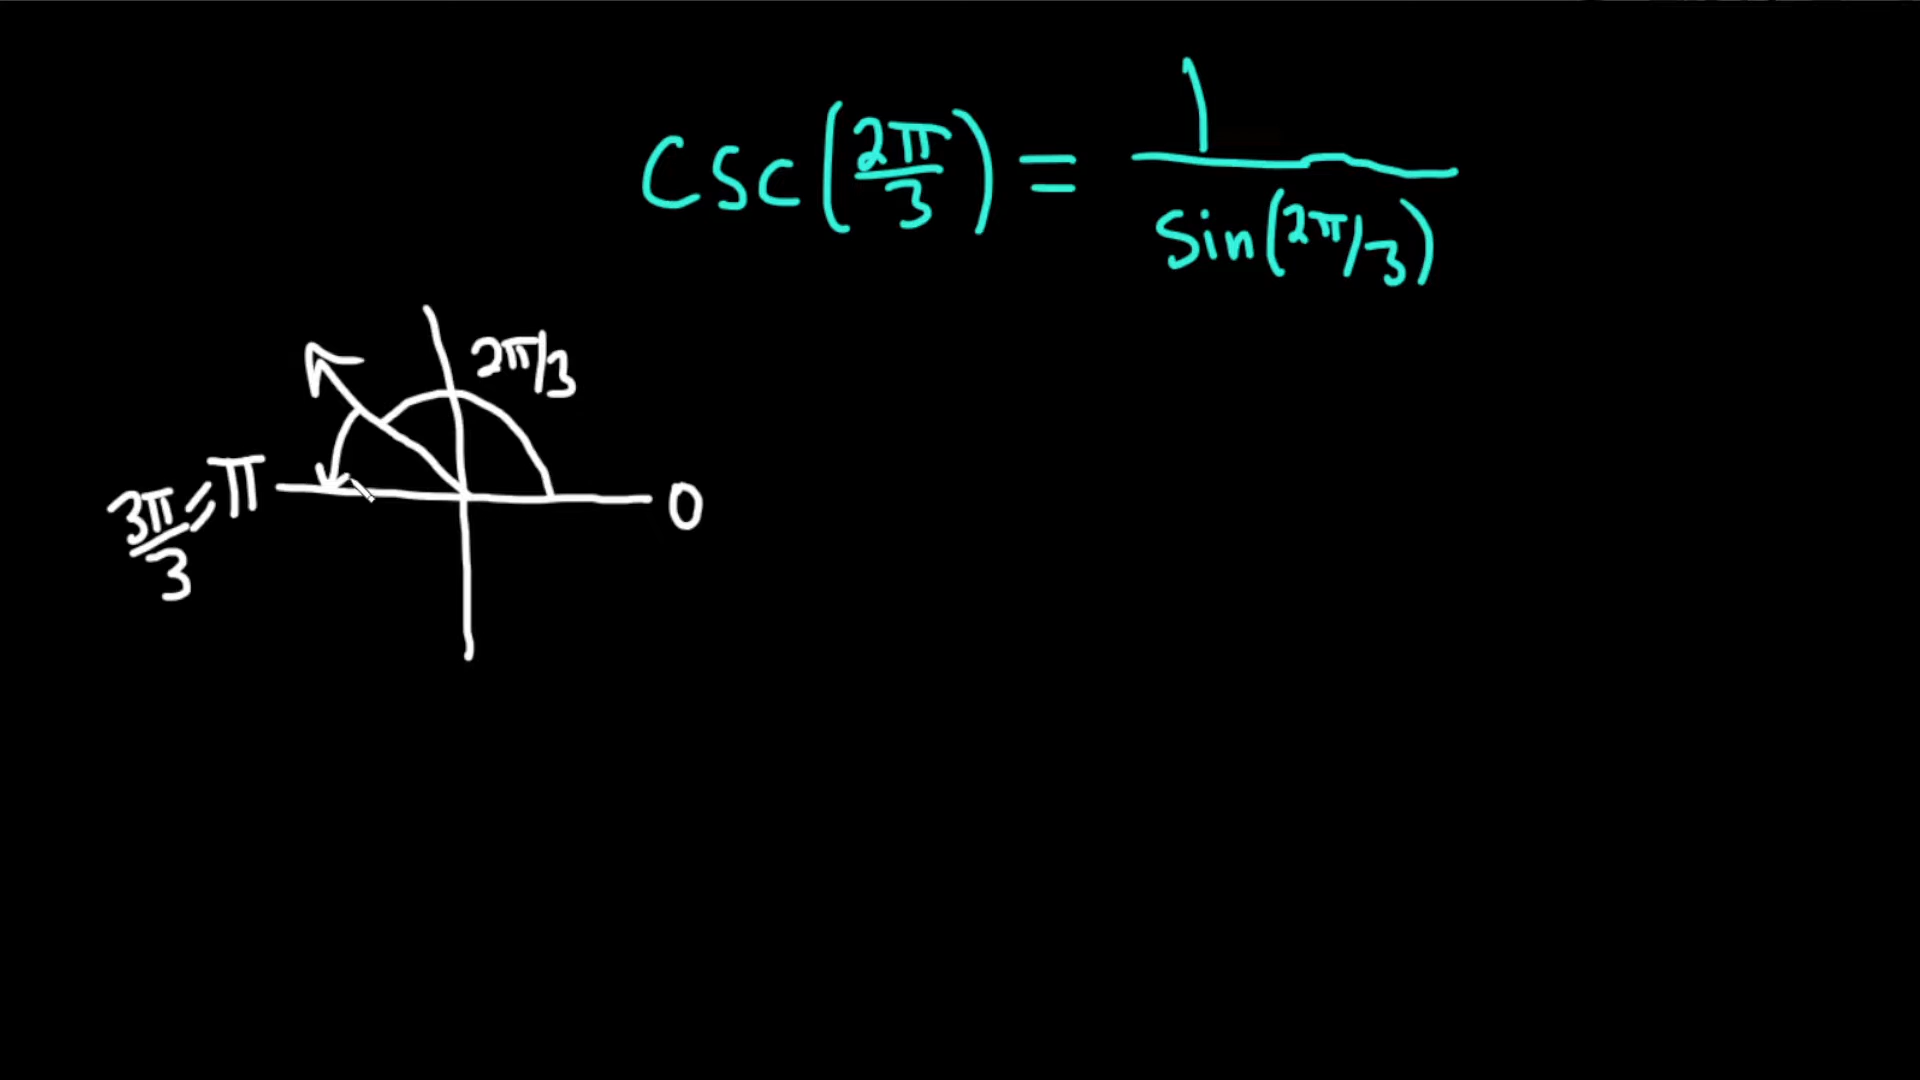 csc(2π/3) = 1/sin(2π/3)
2π/3
3π/3 = π
0